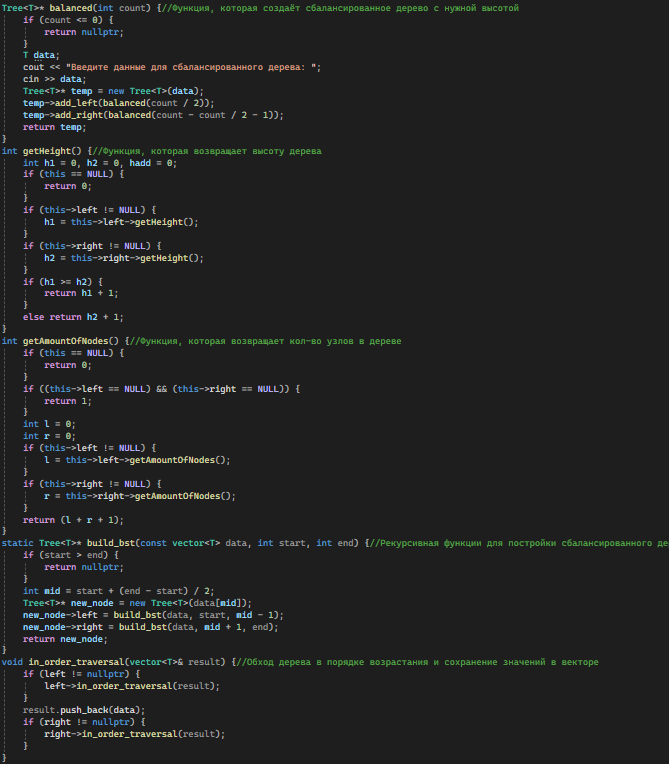 Tree<T>* balanced(int count) {//Функция, которая создаёт сбалансированное дерево с нужной высотой
    if (count <= 0) {
        return nullptr;
    }
    T data;
    cout << "Введите данные для сбалансированного дерева: ";
    cin >> data;
    Tree<T>* temp = new Tree<T>(data);
    temp->add_left(balanced(count / 2));
    temp->add_right(balanced(count - count / 2 - 1));
    return temp;
}
int getHeight() {//Функция, которая возвращает высоту дерева
    int h1 = 0, h2 = 0, hadd = 0;
    if (this == NULL) {
        return 0;
    }
    if (this->left != NULL) {
        h1 = this->left->getHeight();
    }
    if (this->right != NULL) {
        h2 = this->right->getHeight();
    }
    if (h1 >= h2) {
        return h1 + 1;
    }
    else return h2 + 1;
}
int getAmountOfNodes() {//Функция, которая возвращает кол-во узлов в дереве
    if (this == NULL) {
        return 0;
    }
    if ((this->left == NULL) && (this->right == NULL)) {
        return 1;
    }
    int l = 0;
    int r = 0;
    if (this->left != NULL) {
        l = this->left->getAmountOfNodes();
    }
    if (this->right != NULL) {
        r = this->right->getAmountOfNodes();
    }
    return (l + r + 1);
}
static Tree<T>* build_bst(const vector<T> data, int start, int end) {//Рекурсивная функции для постройки сбалансированного де
    if (start > end) {
        return nullptr;
    }
    int mid = start + (end - start) / 2;
    Tree<T>* new_node = new Tree<T>(data[mid]);
    new_node->left = build_bst(data, start, mid - 1);
    new_node->right = build_bst(data, mid + 1, end);
    return new_node;
}
void in_order_traversal(vector<T>& result) {//Обход дерева в порядке возрастания и сохранение значений в векторе
    if (left != nullptr) {
        left->in_order_traversal(result);
    }
    result.push_back(data);
    if (right != nullptr) {
        right->in_order_traversal(result);
    }
}